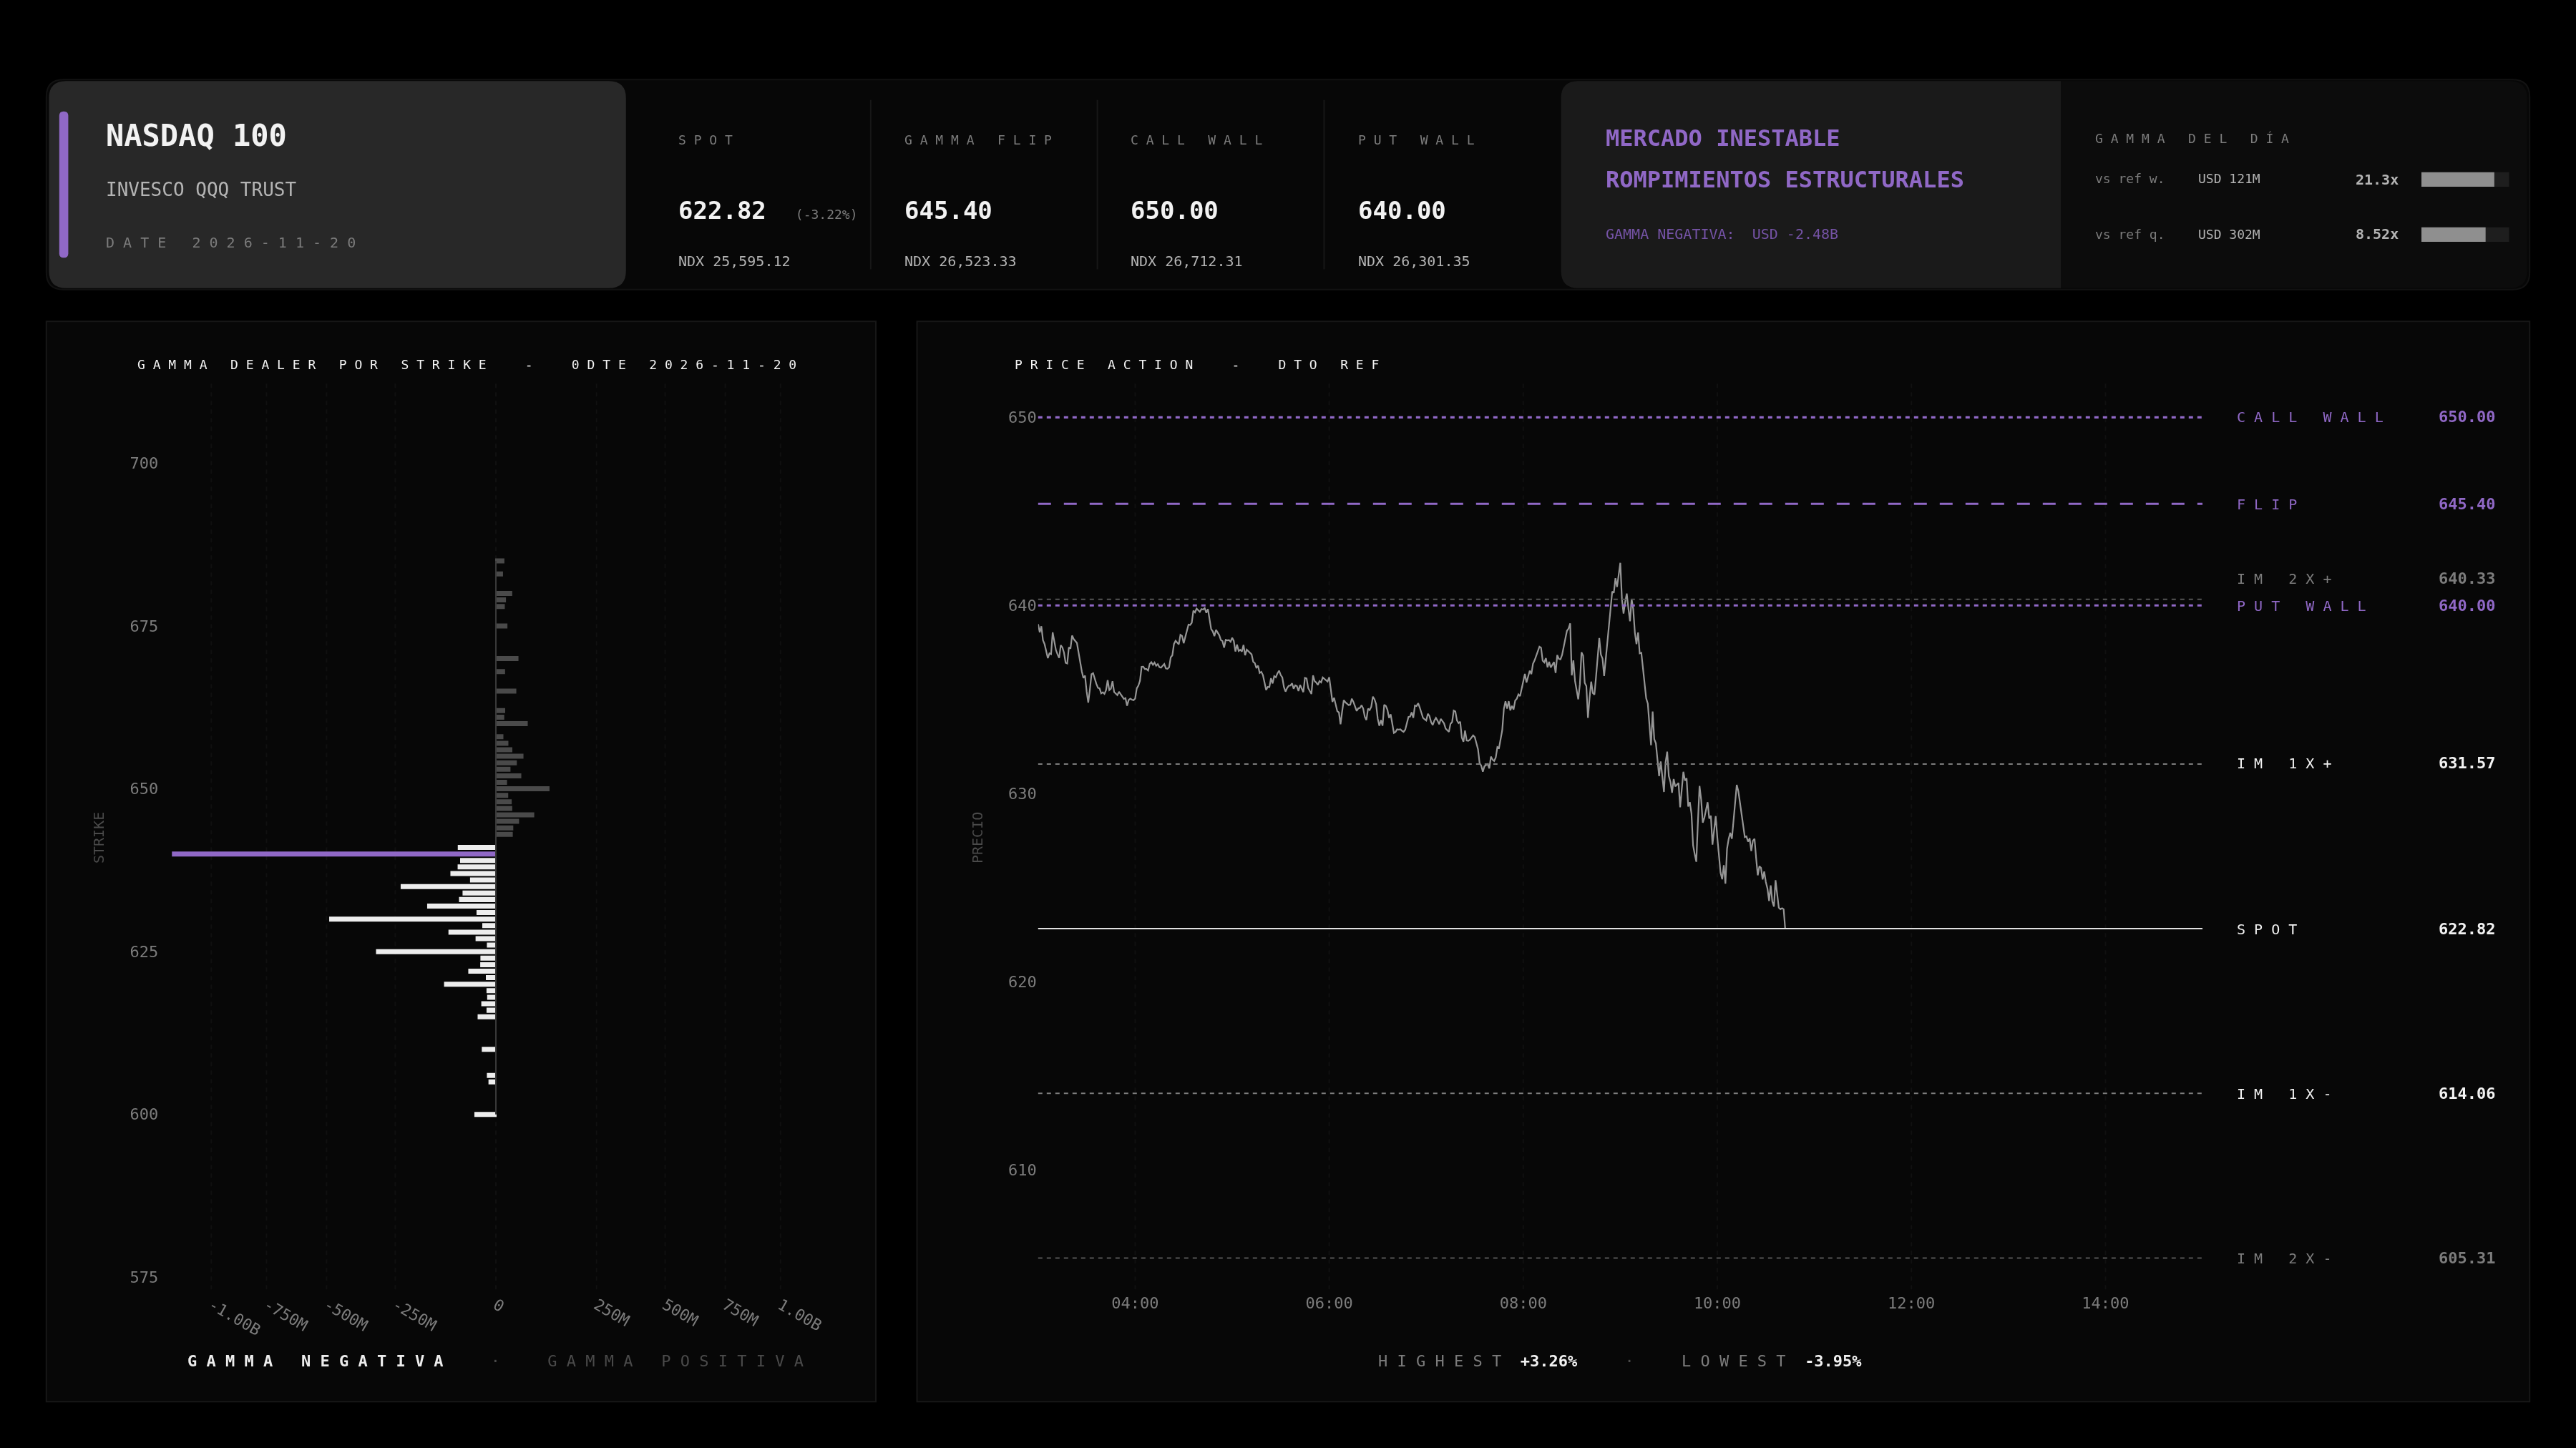 NASDAQ 100
INVESCO QQQ TRUST
DATE 2026-11-20
SPOT
622.82 (-3.22%)
NDX 25,595.12
GAMMA FLIP
645.40
NDX 26,523.33
CALL WALL
650.00
NDX 26,712.31
PUT WALL
640.00
NDX 26,301.35
MERCADO INESTABLE
ROMPIMIENTOS ESTRUCTURALES
GAMMA NEGATIVA: USD -2.48B
GAMMA DEL DÍA
vs ref w. USD 121M 21.3x
vs ref q. USD 302M 8.52x
GAMMA DEALER POR STRIKE - 0DTE 2026-11-20
700
675
650
625
600
575
STRIKE
-1.00B -750M -500M -250M 0 250M 500M 750M 1.00B
GAMMA NEGATIVA · GAMMA POSITIVA
PRICE ACTION - DTO REF
650
640
630
620
610
PRECIO
CALL WALL 650.00
FLIP 645.40
IM 2X+ 640.33
PUT WALL 640.00
IM 1X+ 631.57
SPOT 622.82
IM 1X- 614.06
IM 2X- 605.31
04:00 06:00 08:00 10:00 12:00 14:00
HIGHEST +3.26% · LOWEST -3.95%